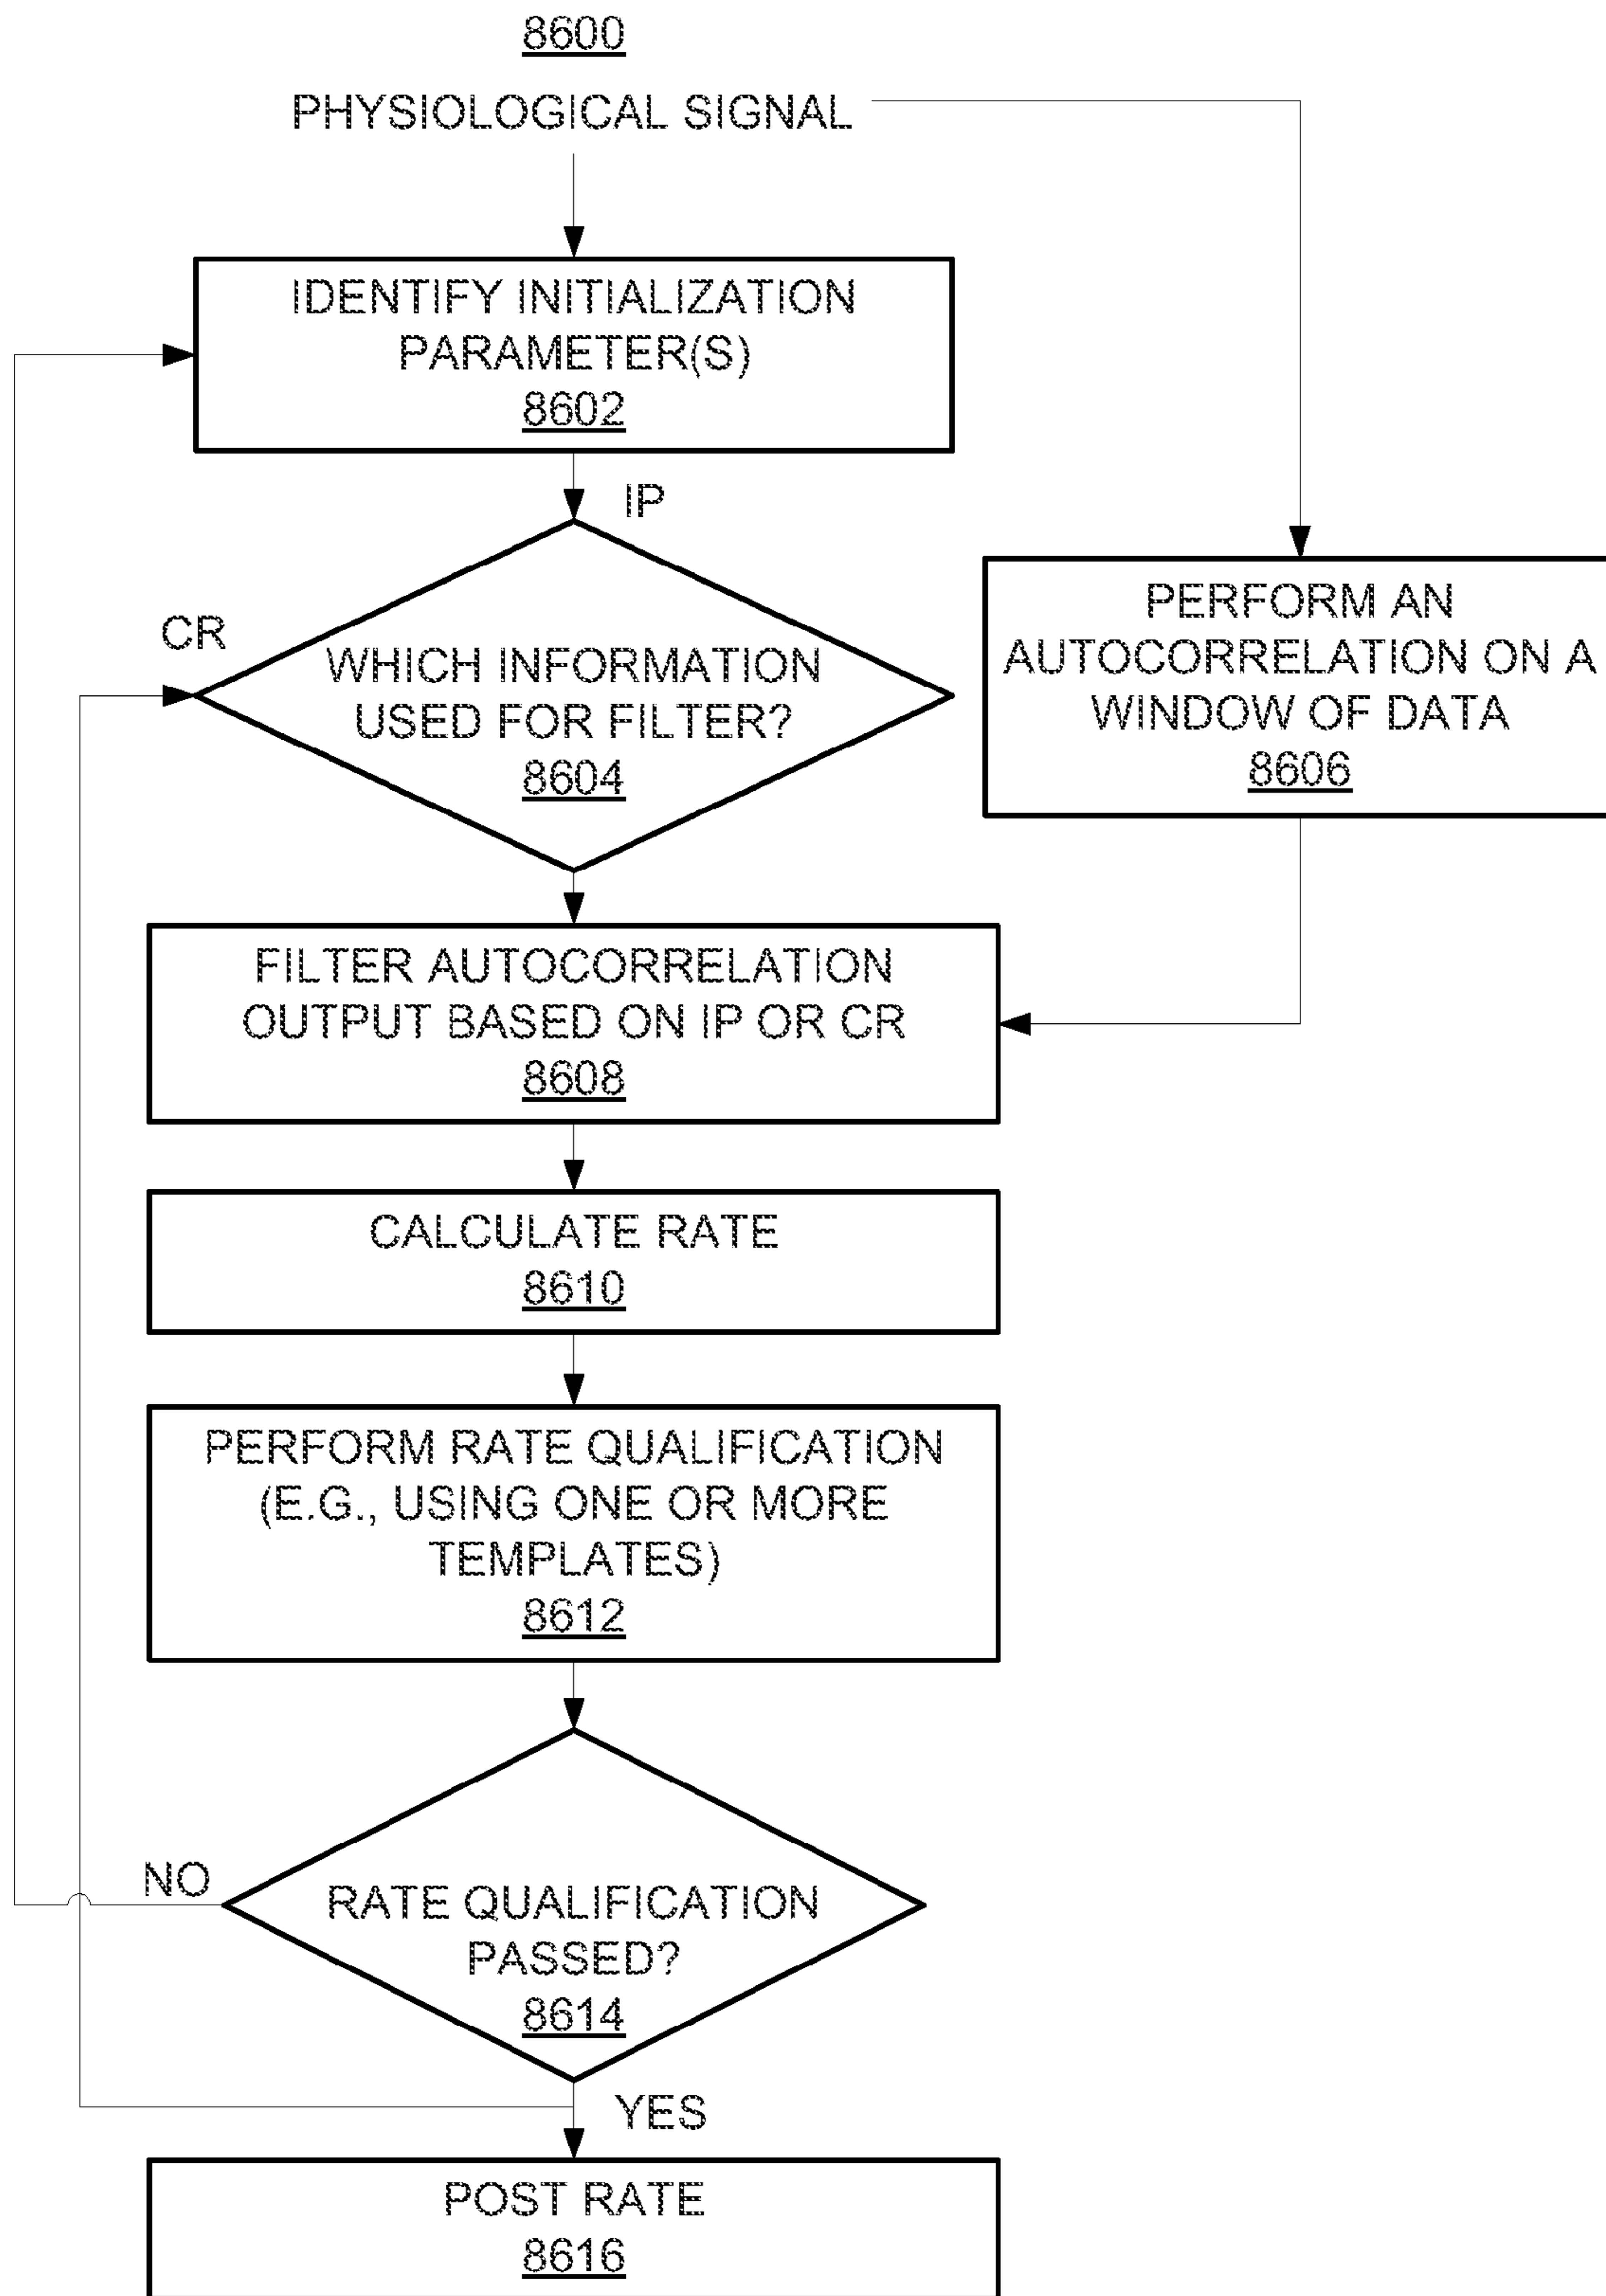 8600
PHYSIOLOGICAL SIGNAL
IDENTIFY INITIALIZATION
PARAMETER(S)
8602
IP
CR
WHICH INFORMATION
USED FOR FILTER?
8604
PERFORM AN
AUTOCORRELATION ON A
WINDOW OF DATA
8606
FILTER AUTOCORRELATION
OUTPUT BASED ON IP OR CR
8608
CALCULATE RATE
8610
PERFORM RATE QUALIFICATION
(E.G., USING ONE OR MORE
TEMPLATES)
8612
NO
RATE QUALIFICATION
PASSED?
8614
YES
POST RATE
8616